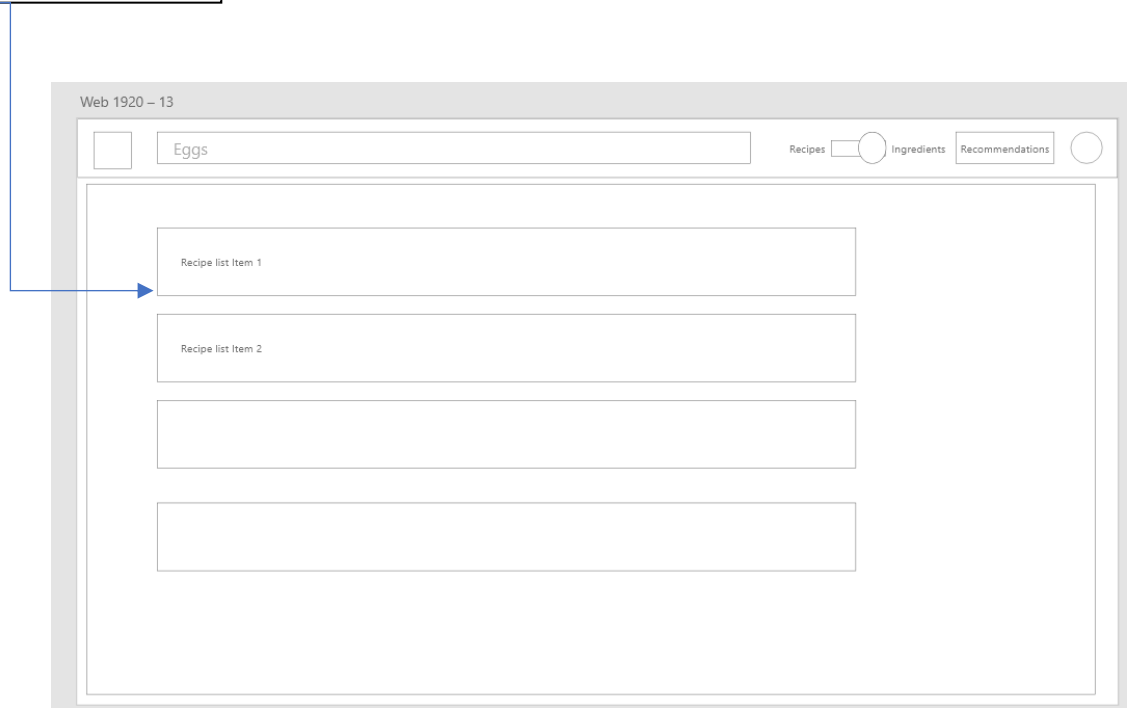 Web 1920 – 13
Eggs
Recipes Ingredients Recommendations
Recipe list Item 1
Recipe list Item 2